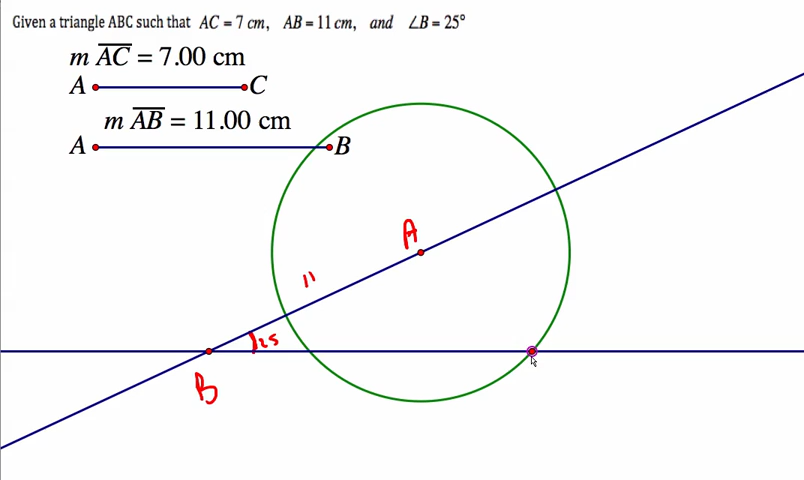 Given a triangle ABC such that AC = 7 cm, AB = 11 cm, and ∠B = 25°
m AC = 7.00 cm
A C
m AB = 11.00 cm
A B
A
11
25
B